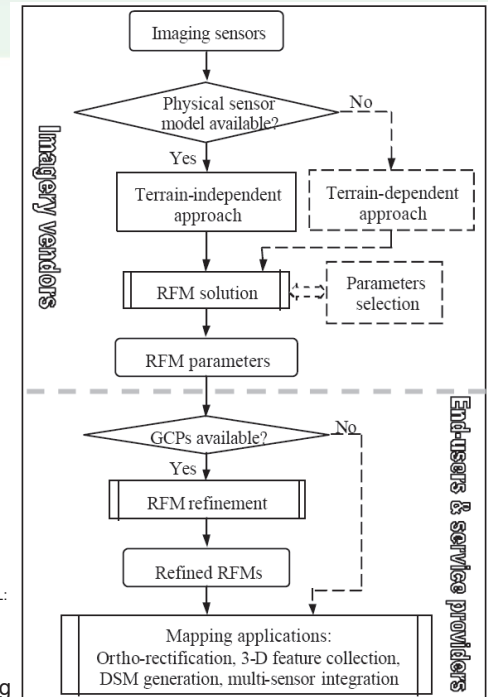 Imaging sensors
Physical sensor
model available?
No
Yes
Terrain-independent
approach
Terrain-dependent
approach
Imagery vendors
RFM solution
Parameters
selection
RFM parameters
GCPs available?
No
Yes
RFM refinement
Refined RFMs
End-users & service providers
Mapping applications:
Ortho-rectification, 3-D feature collection,
DSM generation, multi-sensor integration